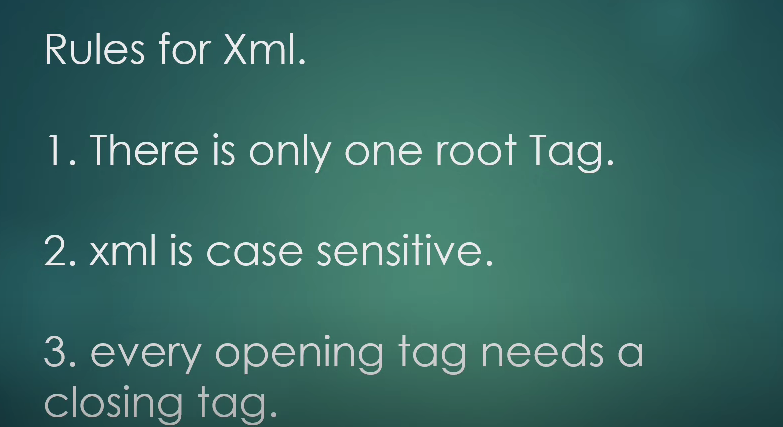 Rules for Xml.
1. There is only one root Tag.
2. xml is case sensitive.
3. every opening tag needs a
closing tag.